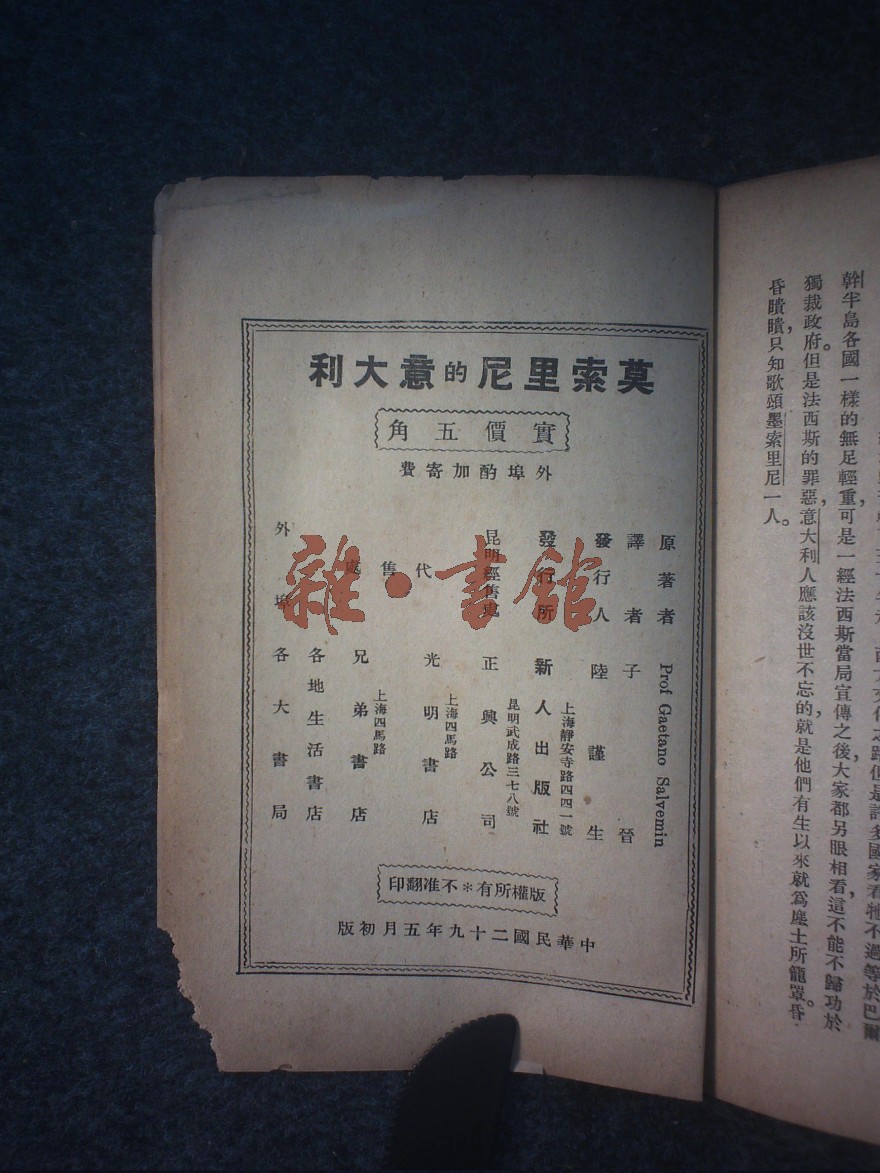 幹半島各國一樣的無足輕重，可是一經法西斯當局宣傳之後，大家都另眼相看，這不能不歸功於
獨裁政府。但是法西斯的罪惡，意大利人應該沒世不忘的，就是他們有生以來就爲塵土所籠罩，昏
昏瞶瞶，只知歌頌墨索里尼一人。
莫索里尼的意大利
實價五角
外埠酌加寄費
原著者 Prof Gaetano Salvemin
譯者 子晉
發行人 陸謹生
上海靜安寺路四四一號
發行所 新人出版社
昆明武成路三七八號
昆明經售處 正興公司
上海四馬路
代售處 光明書店
上海四馬路
兄弟書店
各地生活書店
外埠各大書局
版權所有*不准翻印
中華民國二十九年五月初版
雜·書館